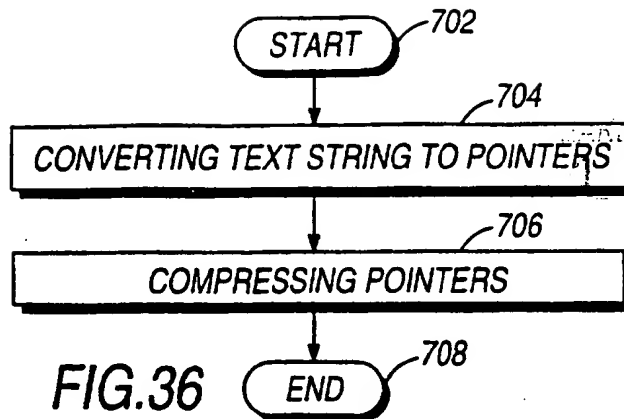 START 702
704
CONVERTING TEXT STRING TO POINTERS
706
COMPRESSING POINTERS
FIG.36 END 708